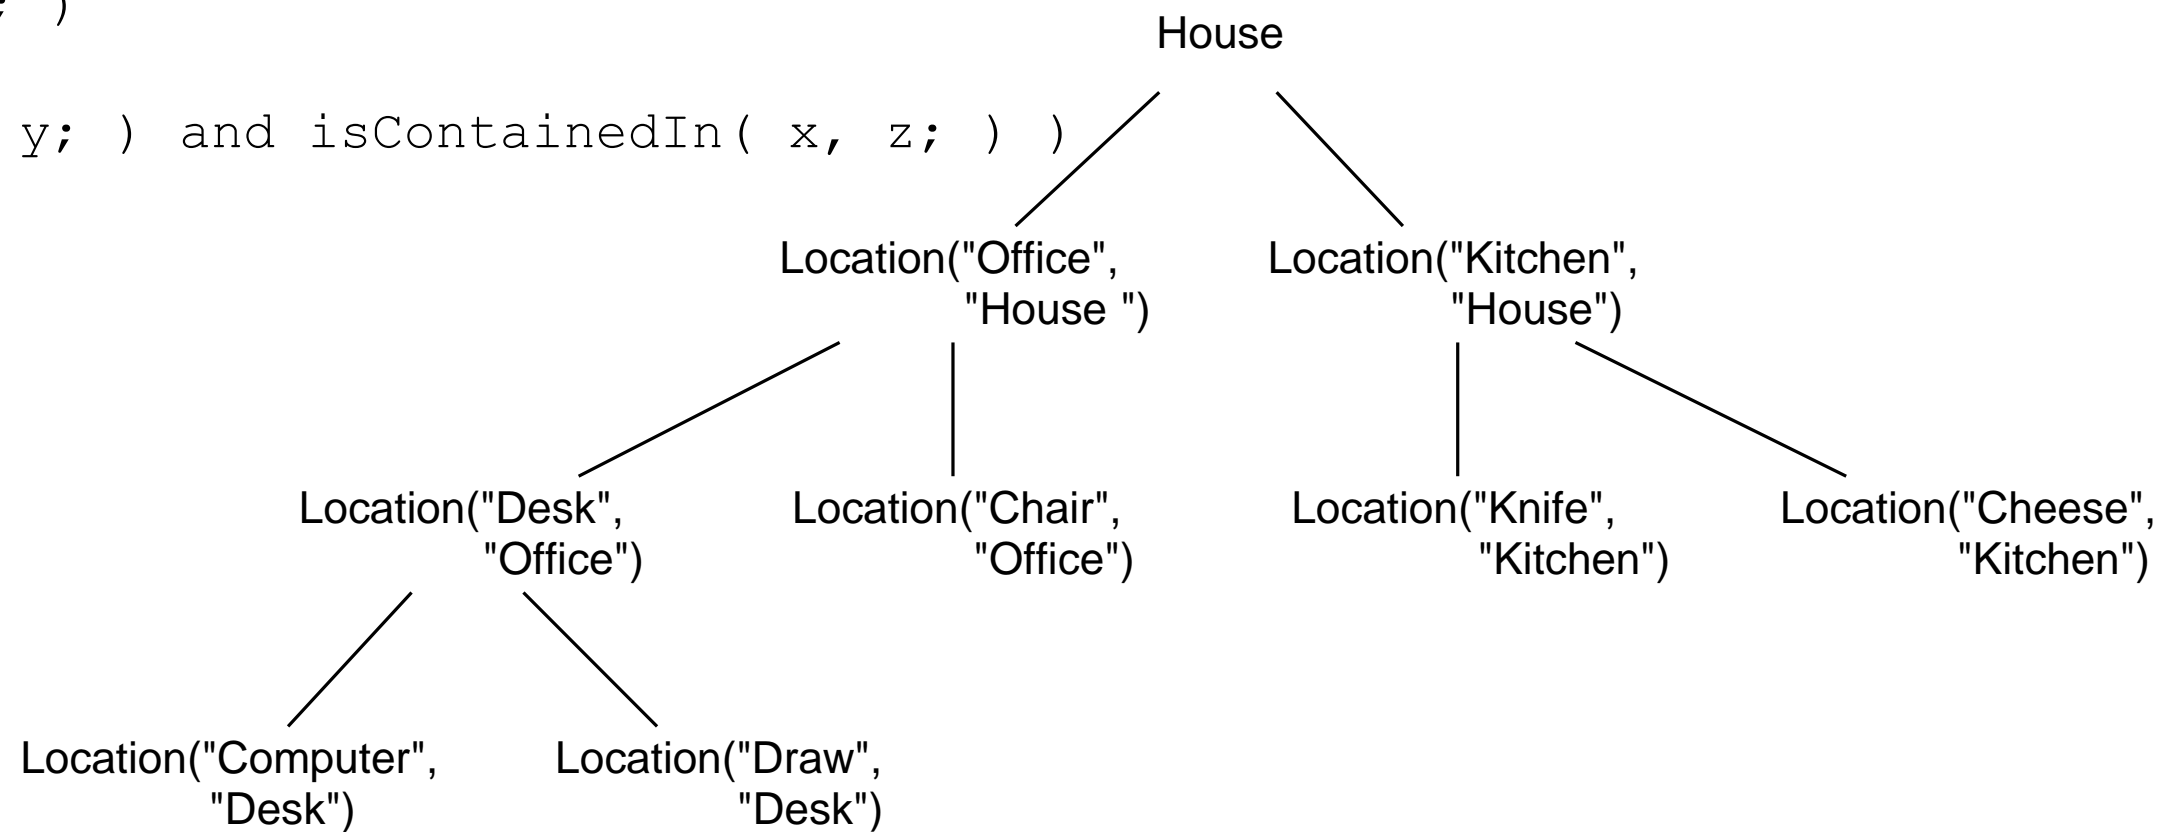 ; )
House
y; ) and isContainedIn( x, z; ) )
Location("Office",
"House ")
Location("Kitchen",
"House")
Location("Desk",
"Office")
Location("Chair",
"Office")
Location("Knife",
"Kitchen")
Location("Cheese",
"Kitchen")
Location("Computer",
"Desk")
Location("Draw",
"Desk")